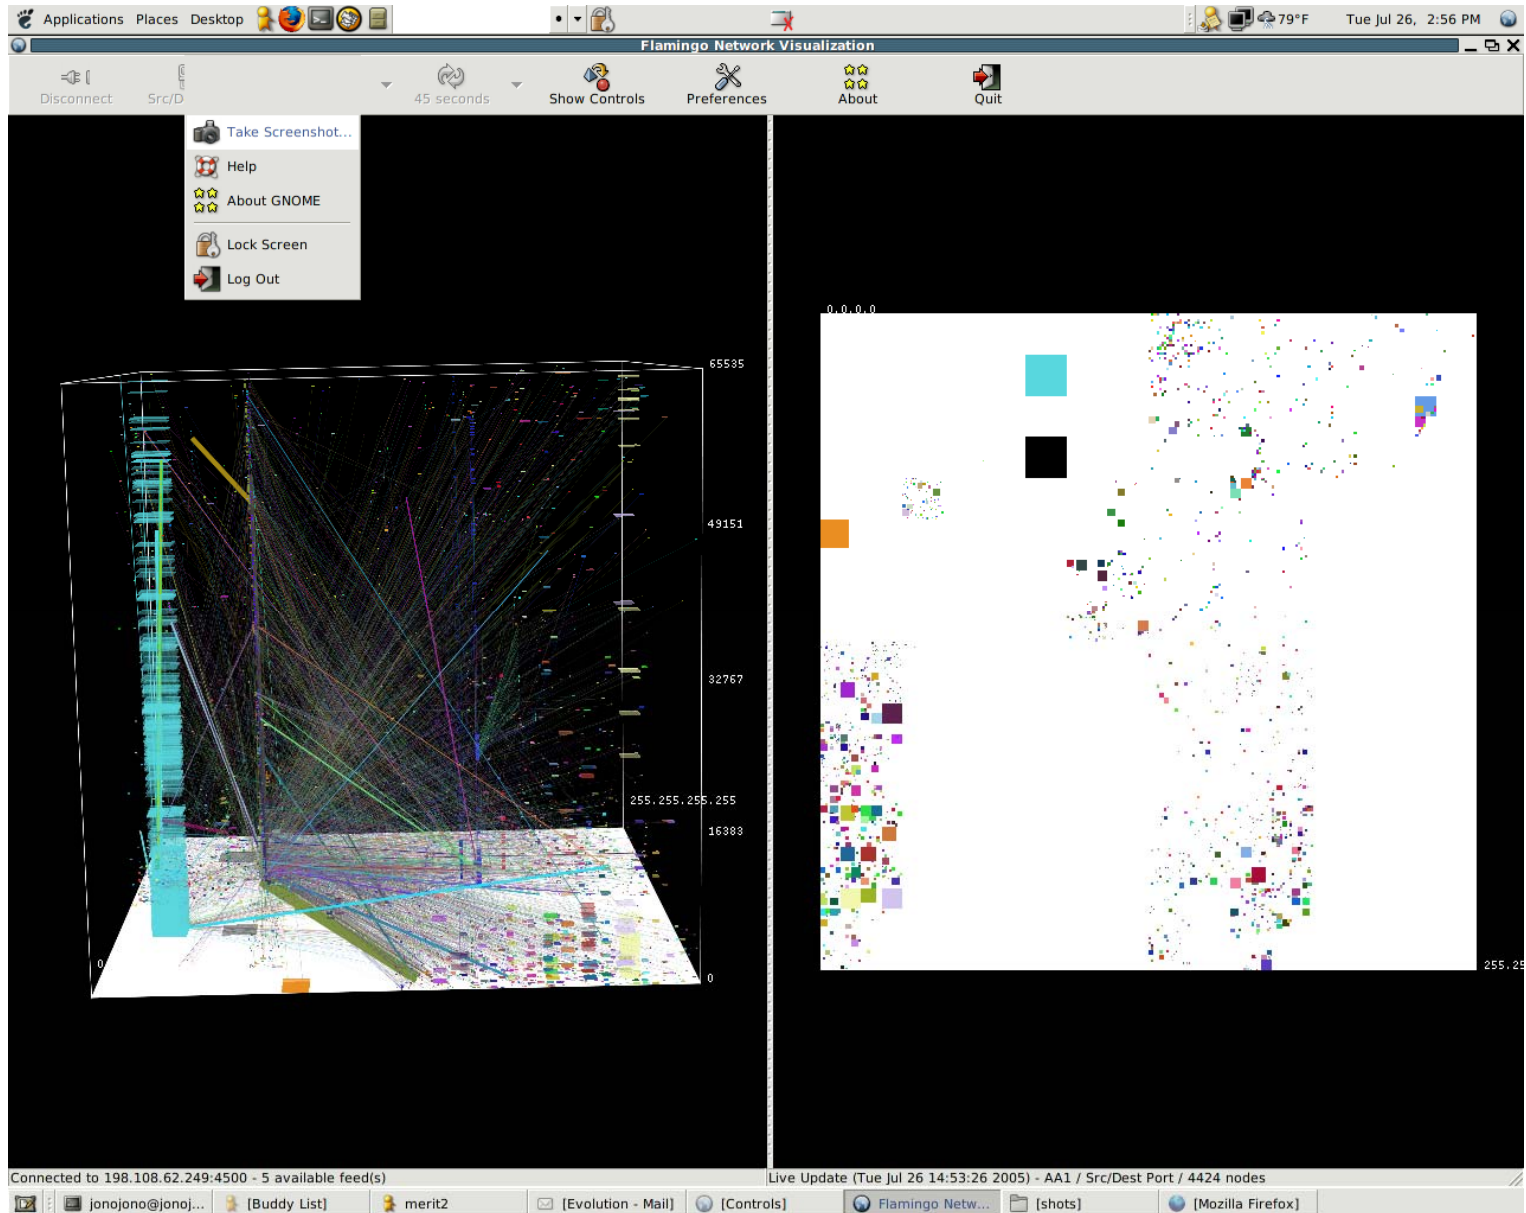 Applications Places Desktop 79°F Tue Jul 26, 2:56 PM
Flamingo Network Visualization
Disconnect Src/D 45 seconds Show Controls Preferences About Quit
Take Screenshot...
Help
About GNOME
Lock Screen
Log Out
0.0.0.0
65535
49151
32767
255.255.255.255
16383
0
0
255.25
Connected to 198.108.62.249:4500 - 5 available feed(s)
Live Update (Tue Jul 26 14:53:26 2005) - AA1 / Src/Dest Port / 4424 nodes
jonojono@jonoj... [Buddy List] merit2 [Evolution - Mail] [Controls] Flamingo Netw... [shots] [Mozilla Firefox]